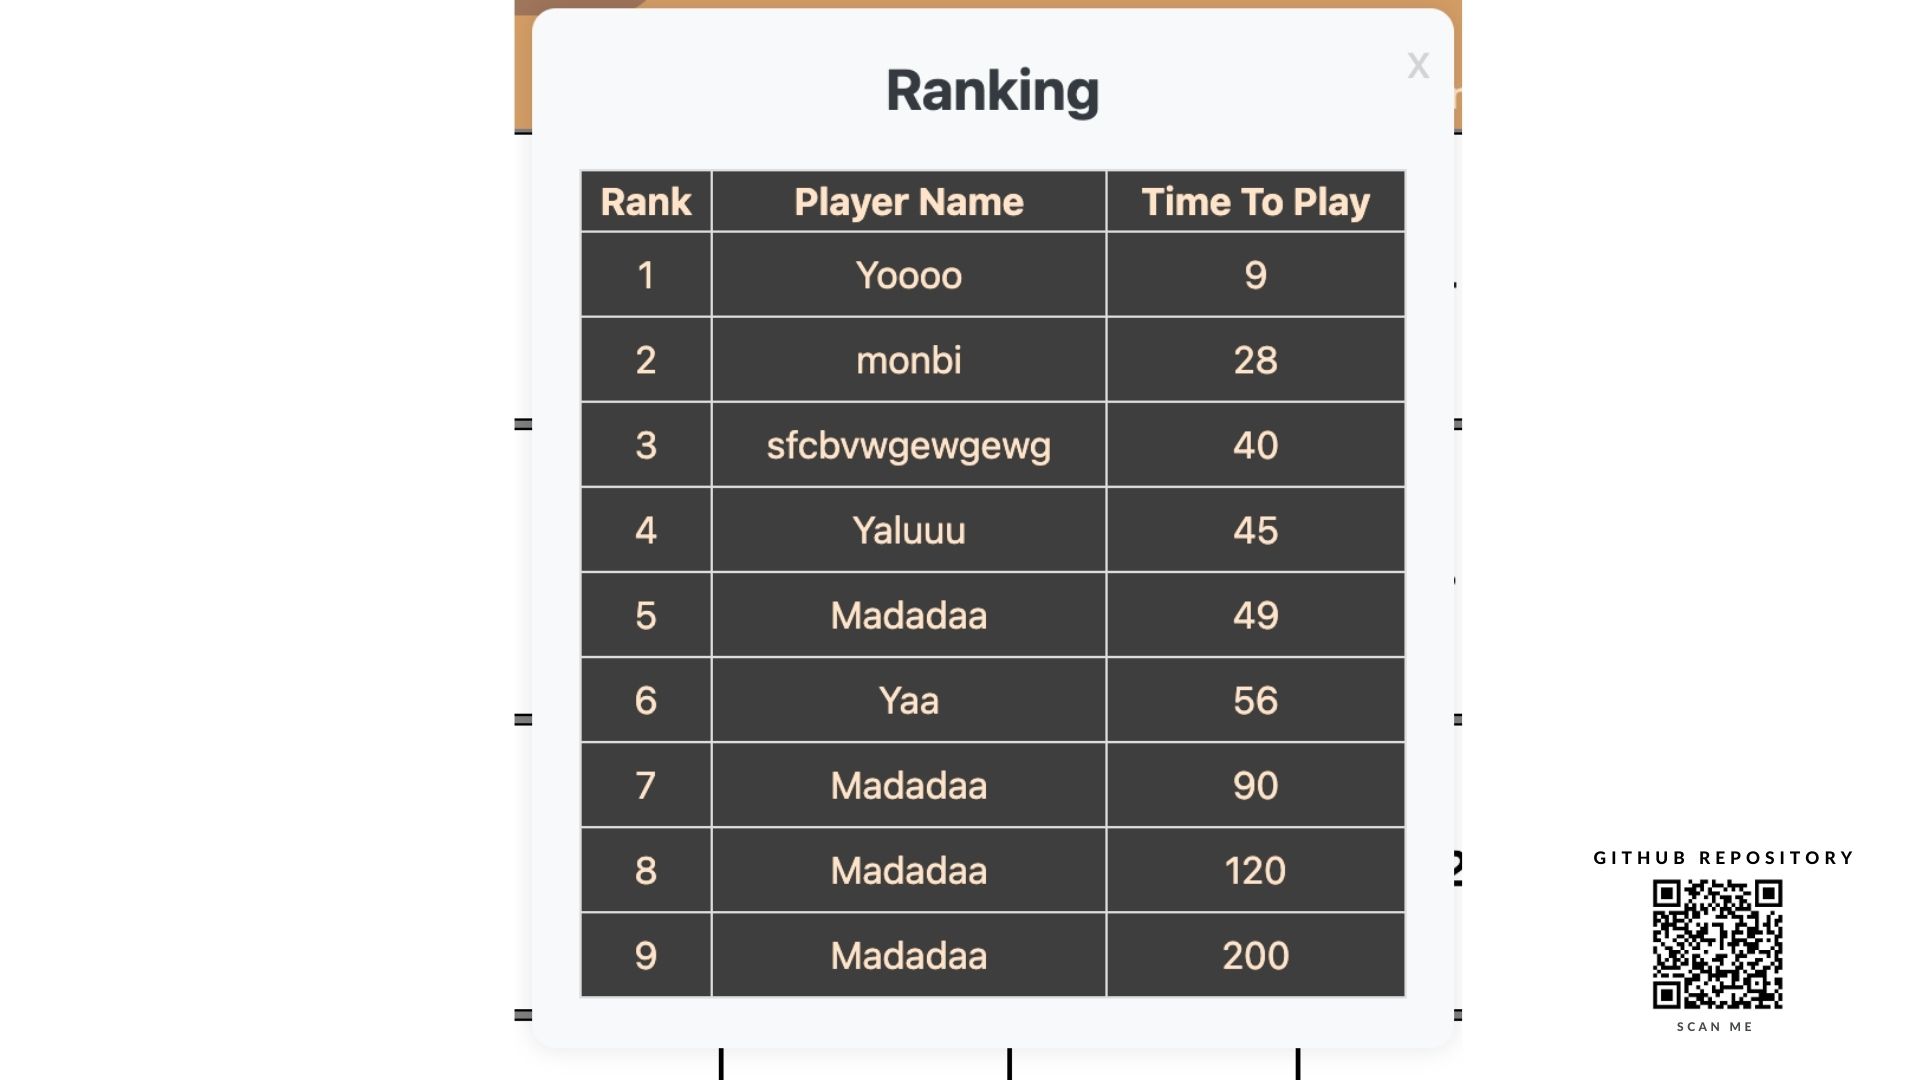 Ranking
X
Rank Player Name Time To Play
1 Yoooo 9
2 monbi 28
3 sfcbvwgewgewg 40
4 Yaluuu 45
5 Madadaa 49
6 Yaa 56
7 Madadaa 90
8 Madadaa 120
9 Madadaa 200
GITHUB REPOSITORY
SCAN ME